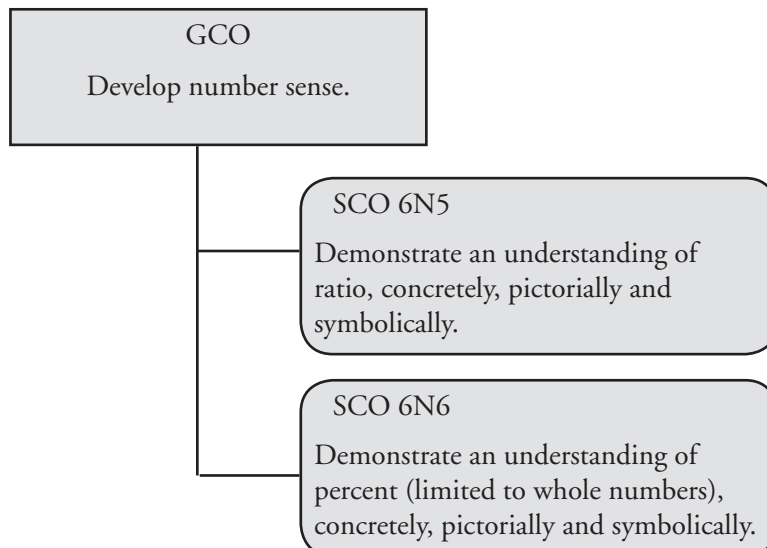 GCO
Develop number sense.
SCO 6N5
Demonstrate an understanding of
ratio, concretely, pictorially and
symbolically.
SCO 6N6
Demonstrate an understanding of
percent (limited to whole numbers),
concretely, pictorially and symbolically.